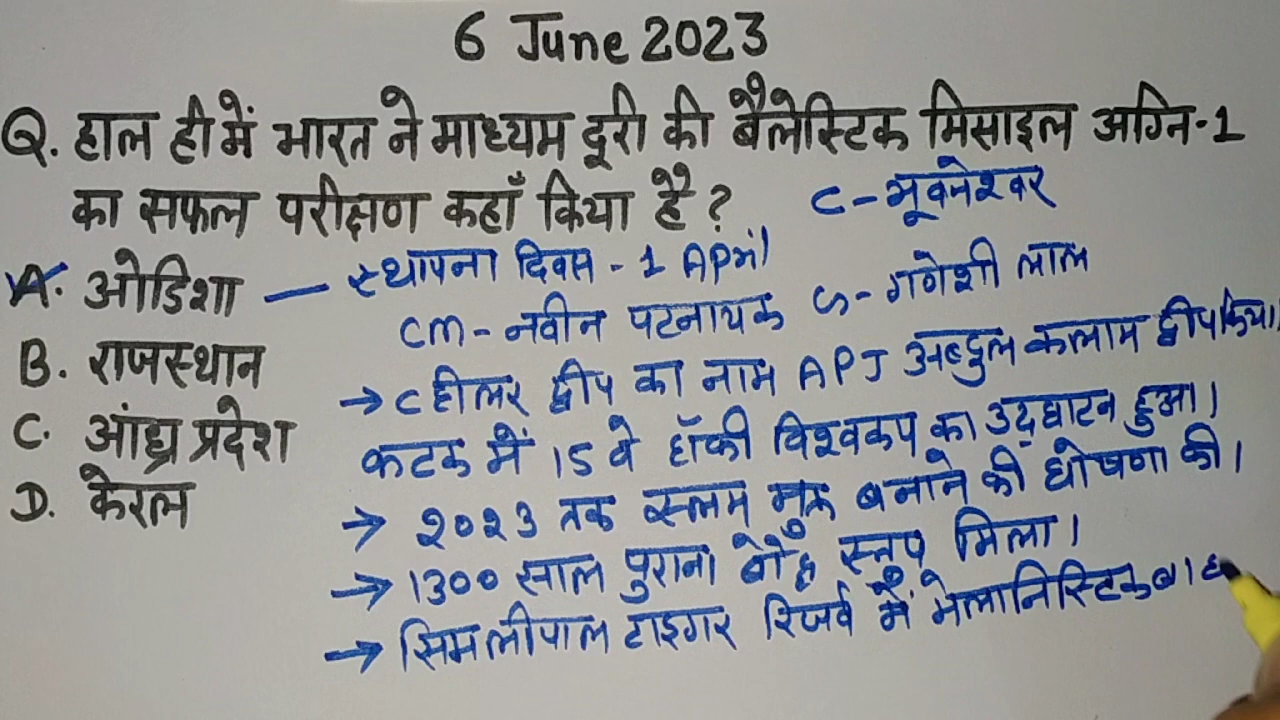 6 June 2023
Q. हाल ही में भारत ने माध्यम दूरी की बैलेस्टिक मिसाइल अग्नि-1
का सफल परीक्षण कहाँ किया है ?
C - भूवनेश्वर
A. ओडिशा — स्थापना दिवस - 1 April
CM - नवीन पटनायक G - गणेशी लाल
B. राजस्थान
→ cहीलर द्वीप का नाम APJ अब्दुल कलाम द्वीप किया।
C. आंध्र प्रदेश
कटक में 15 वे हॉकी विश्वकप का उद्घाटन हुआ।
D. केरल
→ 2023 तक स्लम मुक्त बनाने की घोषणा की।
→ 1300 साल पुराना बौद्ध स्तूप मिला।
→ सिमलीपाल टाइगर रिजर्व में मेलानिस्टिक बाघ